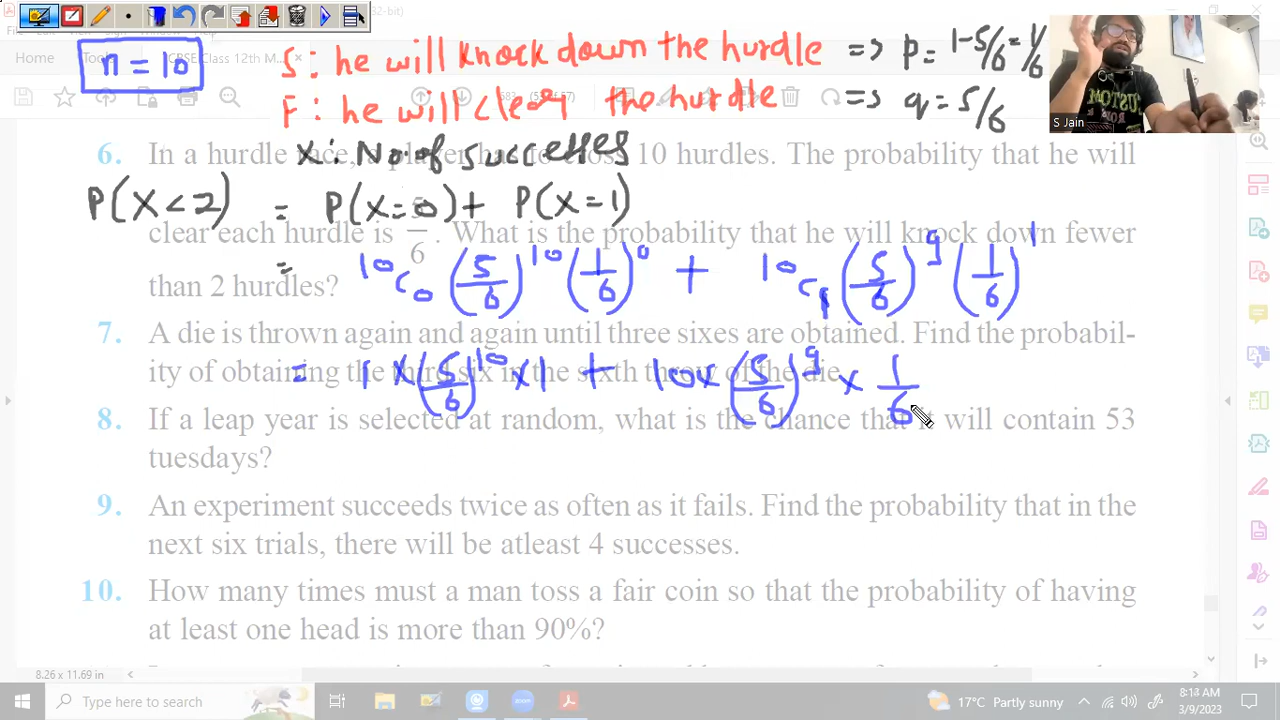 n = 10
S : he will knock down the hurdle => p = 1-5/6 = 1/6
F : he will clear the hurdle => q = 5/6
S Jain
X : No. of successes
6. In a hurdle race, a player has to cross 10 hurdles. The probability that he will
P(X<2) = P(X=0) + P(X=1)
clear each hurdle is 5/6. What is the probability that he will knock down fewer
= ¹⁰C₀ (5/6)¹⁰ (1/6)⁰ + ¹⁰C₁ (5/6)⁹ (1/6)¹
than 2 hurdles?
7. A die is thrown again and again until three sixes are obtained. Find the probabil-
ity of obtaining the third six in the sixth throw of the die.
= 1 x (5/6)¹⁰ x 1 + 10x (5/6)⁹ x 1/6
8. If a leap year is selected at random, what is the chance that it will contain 53
tuesdays?
9. An experiment succeeds twice as often as it fails. Find the probability that in the
next six trials, there will be atleast 4 successes.
10. How many times must a man toss a fair coin so that the probability of having
at least one head is more than 90%?
8.26 x 11.69 in
Type here to search
17°C Partly sunny
8:18 AM
3/9/2023